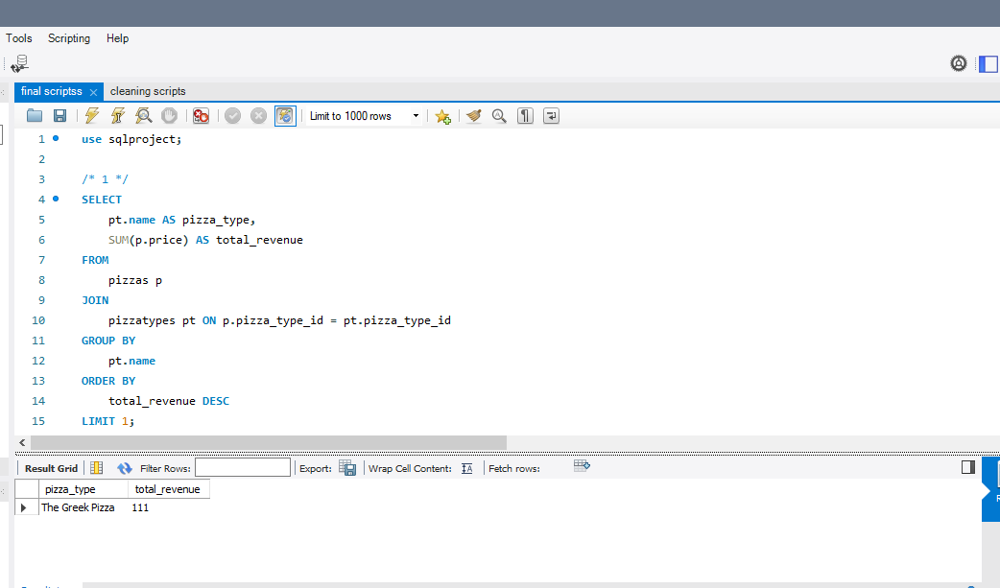 Tools Scripting Help
final scriptss cleaning scripts
Limit to 1000 rows
1 use sqlproject;
2
3 /* 1 */
4 SELECT
5 pt.name AS pizza_type,
6 SUM(p.price) AS total_revenue
7 FROM
8 pizzas p
9 JOIN
10 pizzatypes pt ON p.pizza_type_id = pt.pizza_type_id
11 GROUP BY
12 pt.name
13 ORDER BY
14 total_revenue DESC
15 LIMIT 1;
Result Grid Filter Rows: Export: Wrap Cell Content: Fetch rows:
pizza_type total_revenue
The Greek Pizza 111